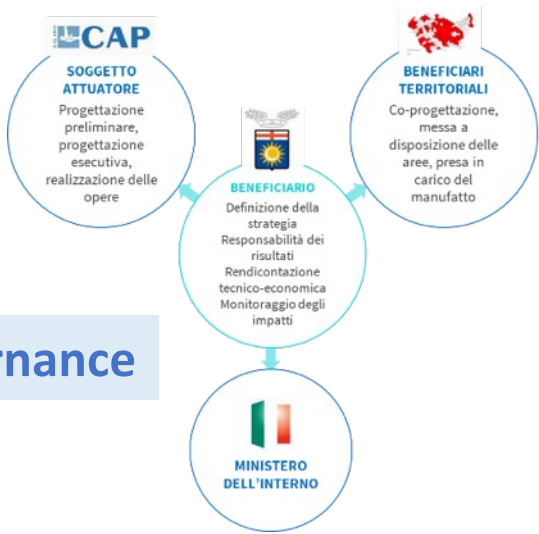 CAP
SOGGETTO
ATTUATORE
Progettazione
preliminare,
progettazione
esecutiva,
realizzazione delle
opere
BENEFICIARI
TERRITORIALI
Co-progettazione,
messa a
disposizione delle
aree, presa in
carico del
manufatto
BENEFICIARIO
Definizione della
strategia
Responsabilità dei
risultati
Rendicontazione
tecnico-economica
Monitoraggio degli
impatti
rnance
MINISTERO
DELL'INTERNO